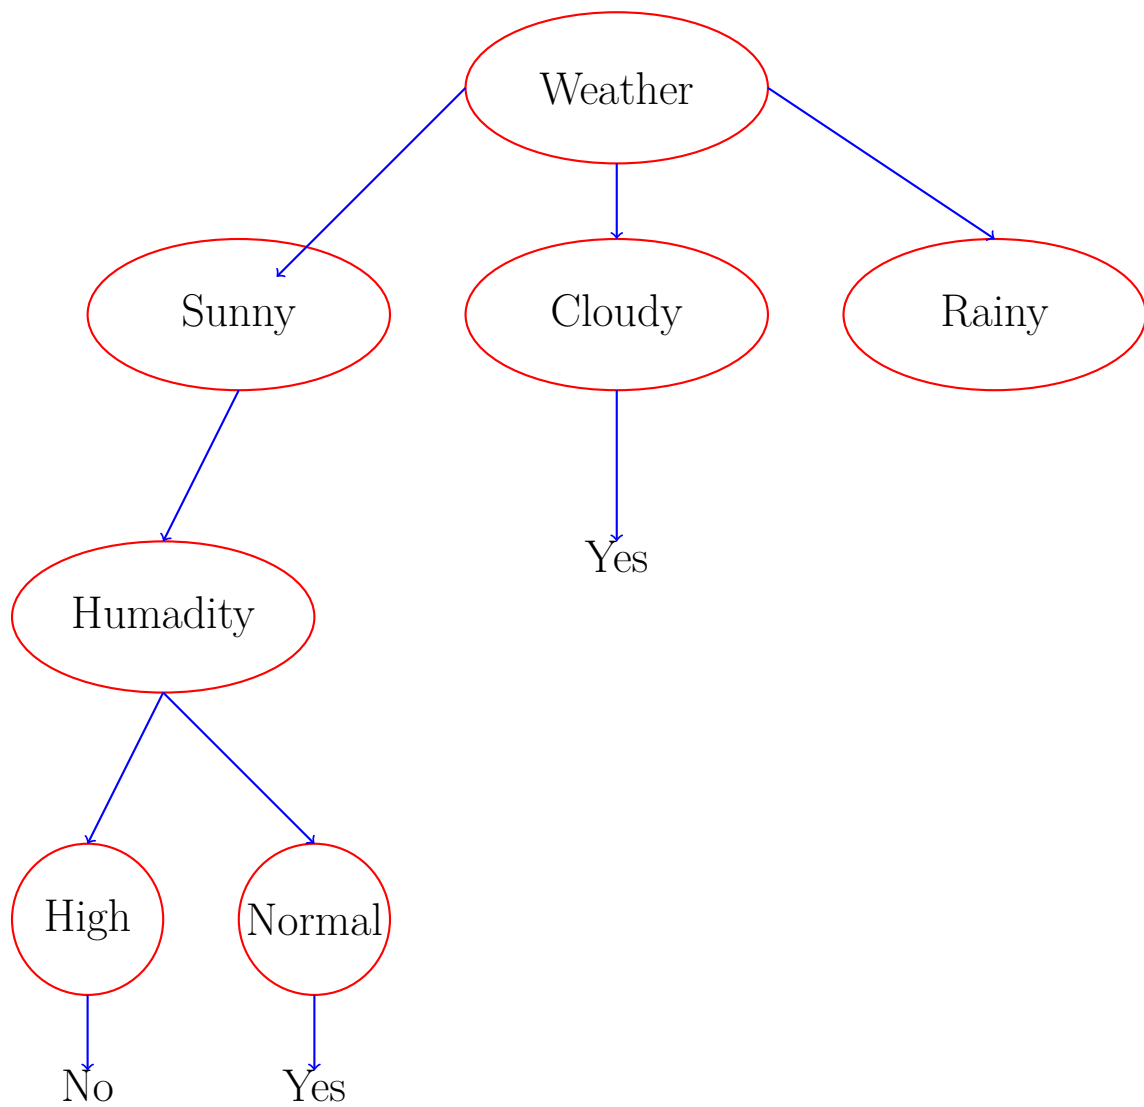 Weather
Sunny
Cloudy
Rainy
Yes
Humadity
High
Normal
No
Yes